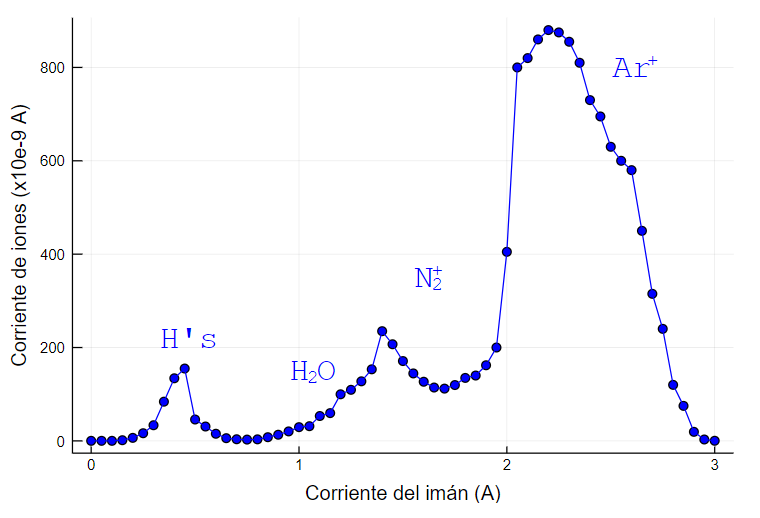 800
600
400
200
0
Corriente de iones (x10e-9 A)
Ar⁺
N₂⁺
H's
H₂O
0 1 2 3
Corriente del imán (A)